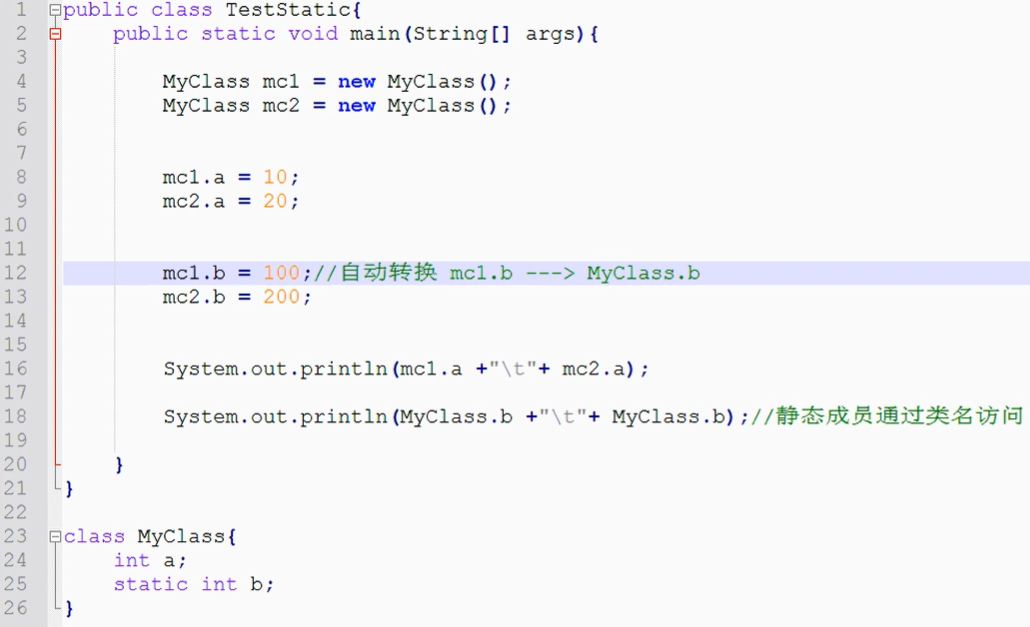 1 public class TestStatic{
2 public static void main(String[] args){
3
4 MyClass mc1 = new MyClass();
5 MyClass mc2 = new MyClass();
6
7
8 mc1.a = 10;
9 mc2.a = 20;
10
11
12 mc1.b = 100;//自动转换 mc1.b ---> MyClass.b
13 mc2.b = 200;
14
15
16 System.out.println(mc1.a +"\t"+ mc2.a);
17
18 System.out.println(MyClass.b +"\t"+ MyClass.b);//静态成员通过类名访问
19
20 }
21 }
22
23 class MyClass{
24 int a;
25 static int b;
26 }